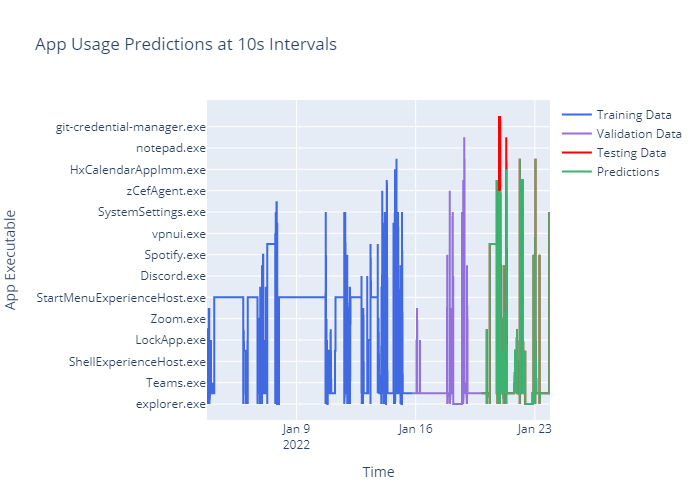 App Usage Predictions at 10s Intervals
Training Data
Validation Data
Testing Data
Predictions
App Executable
git-credential-manager.exe
notepad.exe
HxCalendarAppImm.exe
zCefAgent.exe
SystemSettings.exe
vpnui.exe
Spotify.exe
Discord.exe
StartMenuExperienceHost.exe
Zoom.exe
LockApp.exe
ShellExperienceHost.exe
Teams.exe
explorer.exe
Jan 9
2022
Jan 16
Jan 23
Time